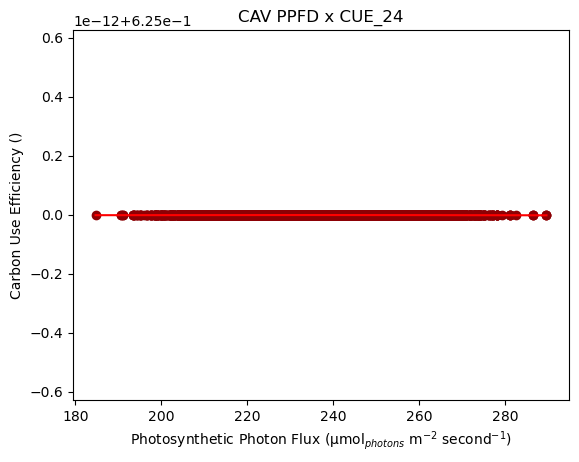 CAV PPFD x CUE_24
1e−12+6.25e−1
0.6
0.4
0.2
0.0
−0.2
−0.4
−0.6
Carbon Use Efficiency ()
180 200 220 240 260 280
Photosynthetic Photon Flux (μmol_photons m⁻² second⁻¹)